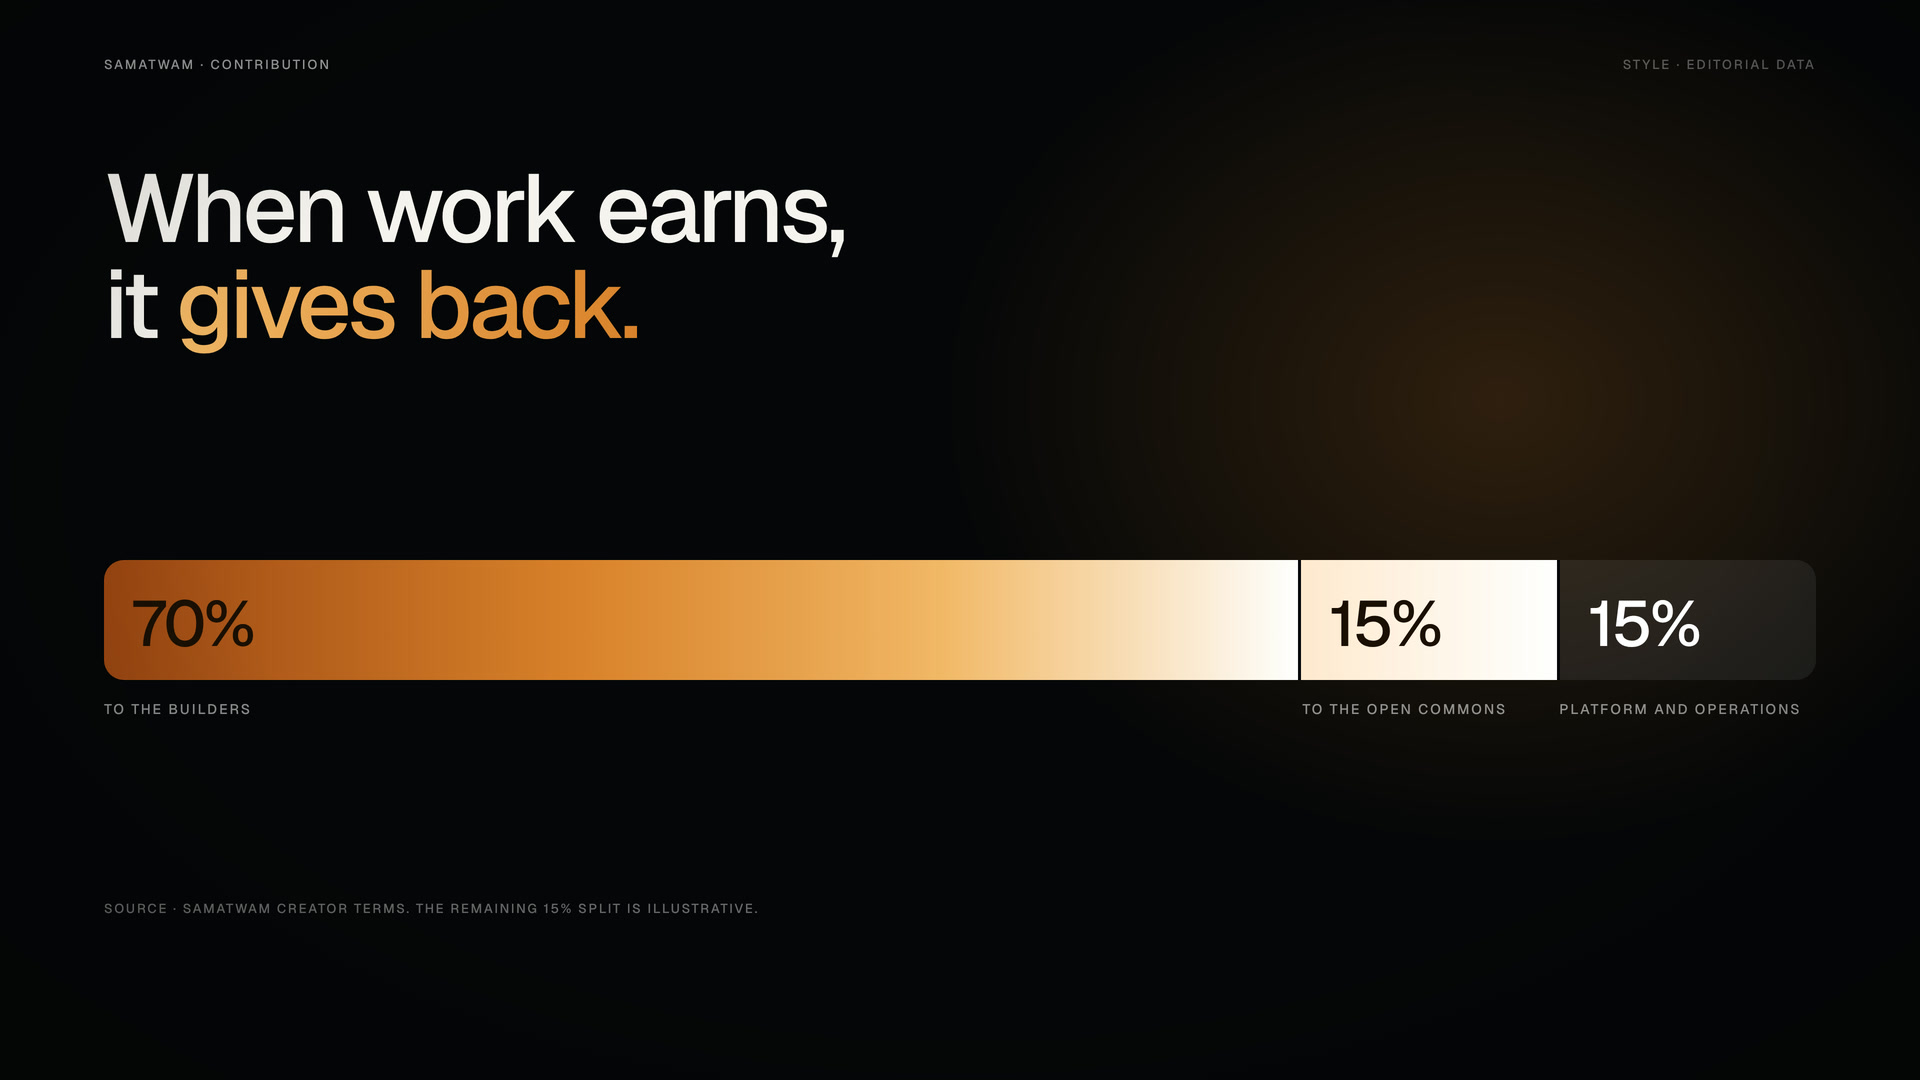 SAMATWAM · CONTRIBUTION
STYLE · EDITORIAL DATA
When work earns,
it gives back.
70%
15%
15%
TO THE BUILDERS
TO THE OPEN COMMONS
PLATFORM AND OPERATIONS
SOURCE · SAMATWAM CREATOR TERMS. THE REMAINING 15% SPLIT IS ILLUSTRATIVE.